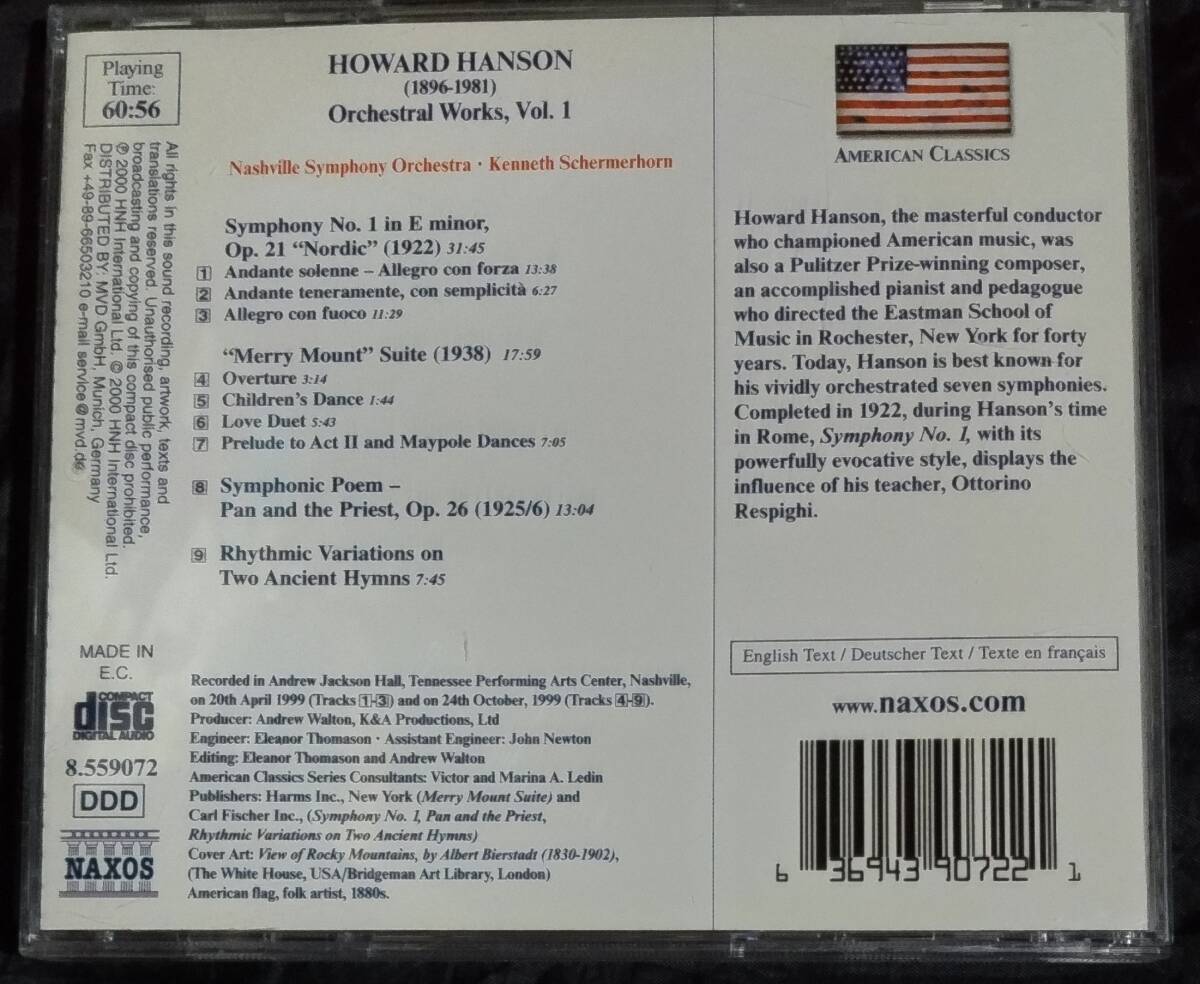 Playing
Time:
60:56
All rights in this sound recording, artwork, texts and
translations reserved. Unauthorised public performance,
broadcasting and copying of this compact disc prohibited.
℗ 2000 HNH International Ltd. © 2000 HNH International Ltd.
DISTRIBUTED BY: MVD GmbH, Munich, Germany
Fax +49-89-66503210 e-mail service@mvd.de
MADE IN
E.C.
COMPACT
disc
DIGITAL AUDIO
8.559072
DDD
NAXOS
HOWARD HANSON
(1896-1981)
Orchestral Works, Vol. 1
Nashville Symphony Orchestra · Kenneth Schermerhorn
Symphony No. 1 in E minor,
Op. 21 “Nordic” (1922) 31:45
1 Andante solenne – Allegro con forza 13:38
2 Andante teneramente, con semplicità 6:27
3 Allegro con fuoco 11:29
“Merry Mount” Suite (1938) 17:59
4 Overture 3:14
5 Children’s Dance 1:44
6 Love Duet 5:43
7 Prelude to Act II and Maypole Dances 7:05
8 Symphonic Poem –
Pan and the Priest, Op. 26 (1925/6) 13:04
9 Rhythmic Variations on
Two Ancient Hymns 7:45
Recorded in Andrew Jackson Hall, Tennessee Performing Arts Center, Nashville,
on 20th April 1999 (Tracks 1-3) and on 24th October, 1999 (Tracks 4-9).
Producer: Andrew Walton, K&A Productions, Ltd
Engineer: Eleanor Thomason · Assistant Engineer: John Newton
Editing: Eleanor Thomason and Andrew Walton
American Classics Series Consultants: Victor and Marina A. Ledin
Publishers: Harms Inc., New York (Merry Mount Suite) and
Carl Fischer Inc., (Symphony No. 1, Pan and the Priest,
Rhythmic Variations on Two Ancient Hymns)
Cover Art: View of Rocky Mountains, by Albert Bierstadt (1830-1902),
(The White House, USA/Bridgeman Art Library, London)
American flag, folk artist, 1880s.
AMERICAN CLASSICS
Howard Hanson, the masterful conductor
who championed American music, was
also a Pulitzer Prize-winning composer,
an accomplished pianist and pedagogue
who directed the Eastman School of
Music in Rochester, New York for forty
years. Today, Hanson is best known for
his vividly orchestrated seven symphonies.
Completed in 1922, during Hanson’s time
in Rome, Symphony No. 1, with its
powerfully evocative style, displays the
influence of his teacher, Ottorino
Respighi.
English Text / Deutscher Text / Texte en français
www.naxos.com
6 36943 90722 1